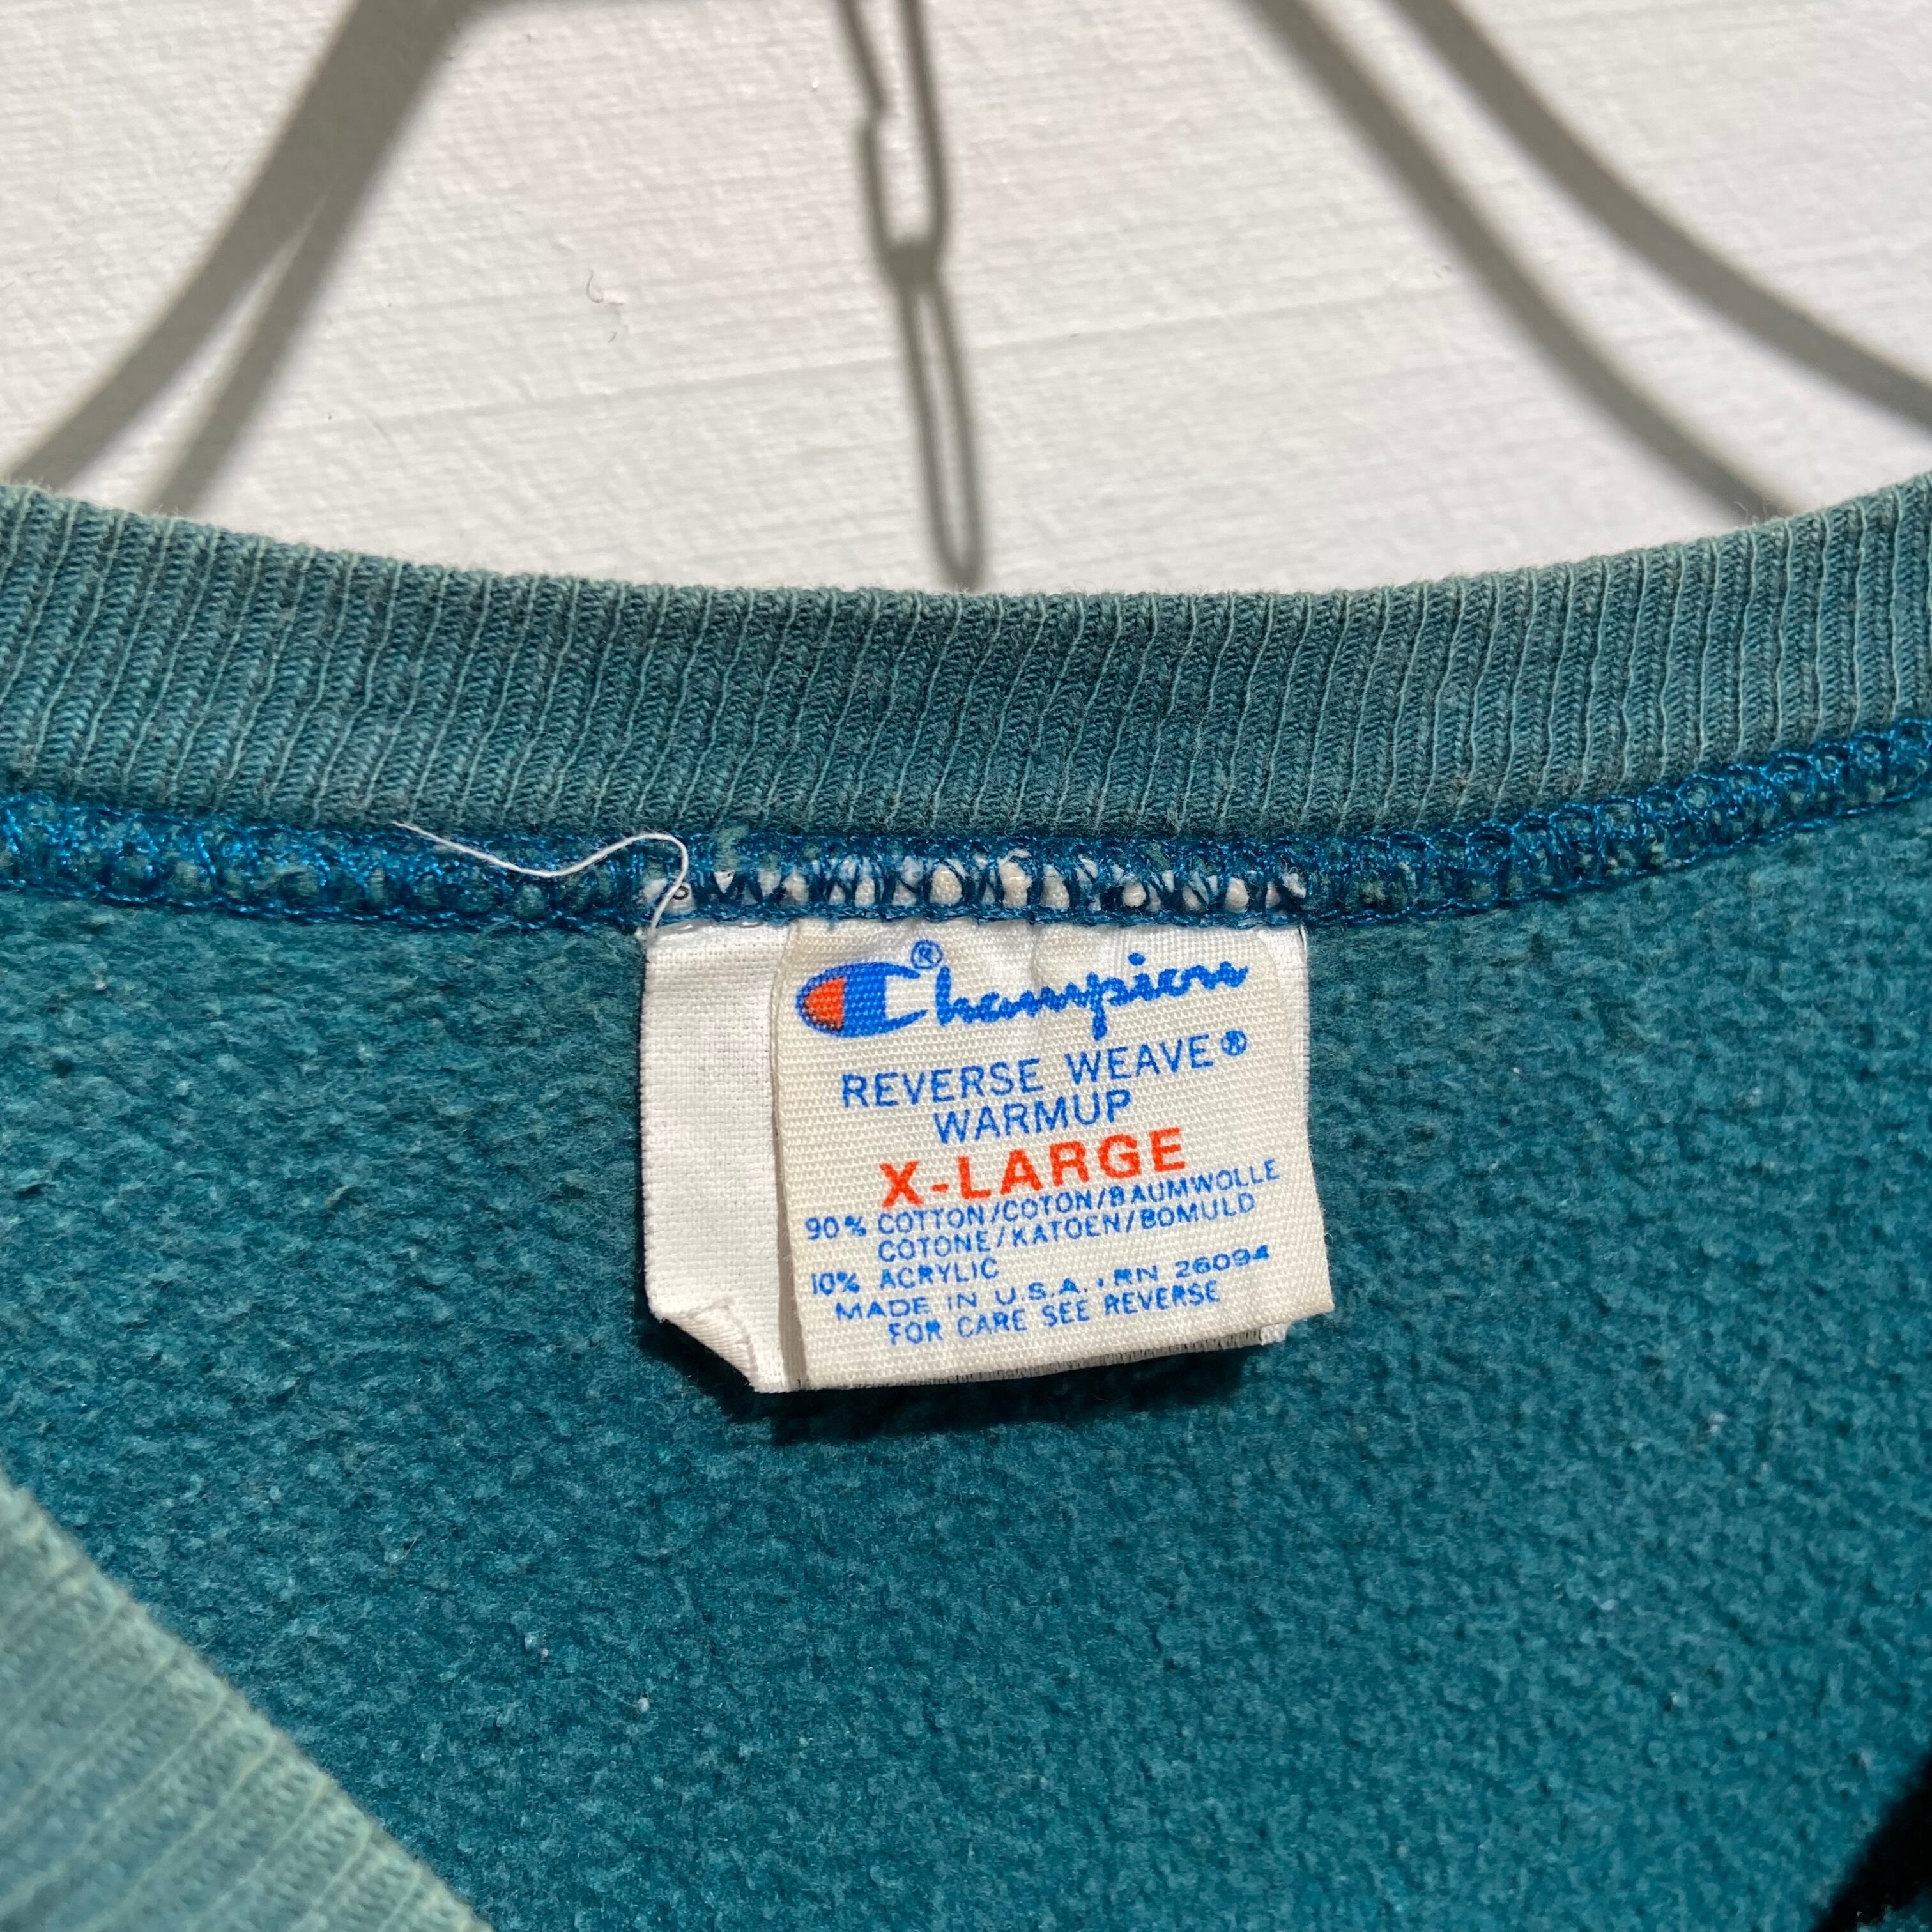 Champion®
REVERSE WEAVE®
WARMUP
X-LARGE
90% COTTON/COTON/BAUMWOLLE
COTONE/KATOEN/BOMULD
10% ACRYLIC
MADE IN U.S.A. . RN 26094
FOR CARE SEE REVERSE